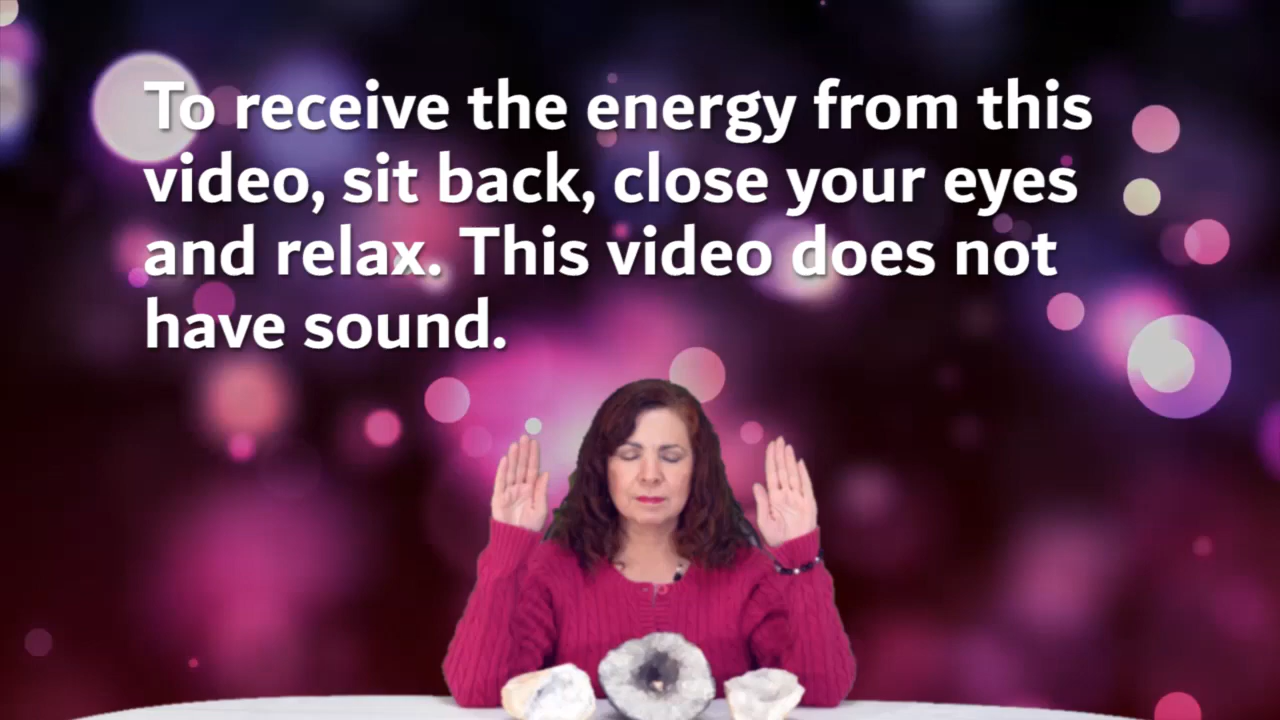 To receive the energy from this
video, sit back, close your eyes
and relax. This video does not
have sound.